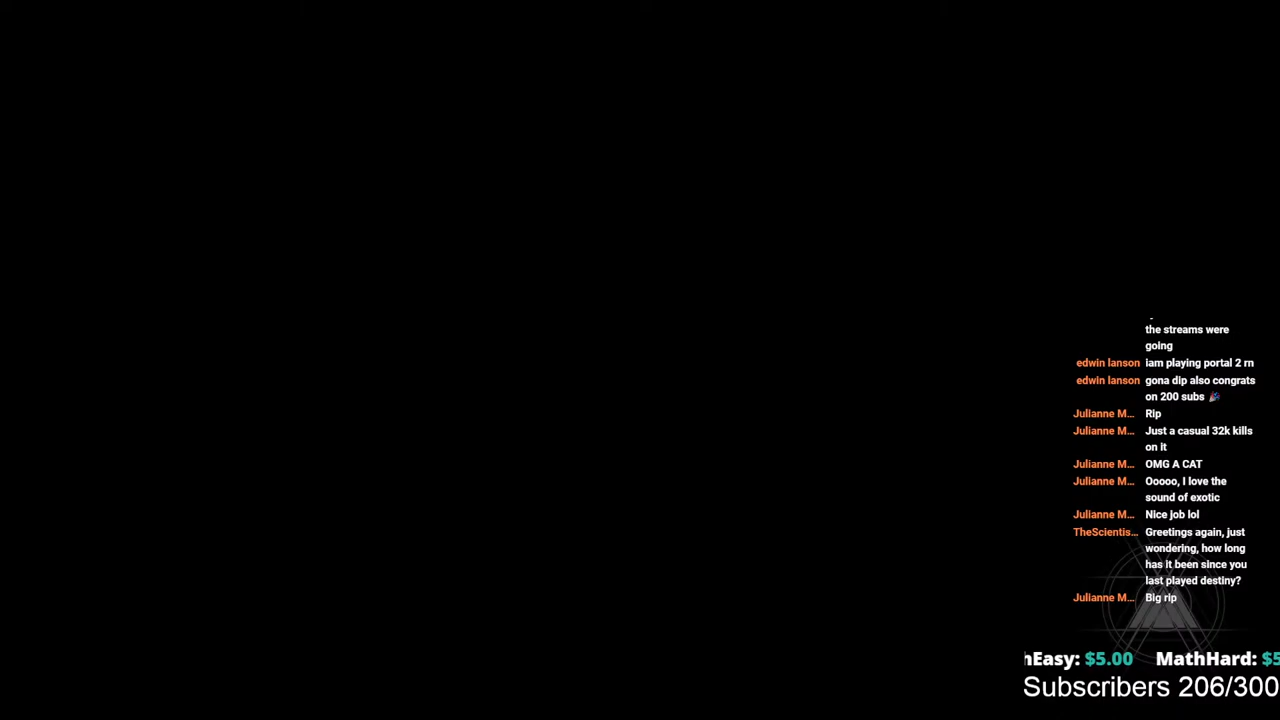 the streams were
going
edwin lanson iam playing portal 2 rn
edwin lanson gona dip also congrats
on 200 subs 🎉
Julianne M... Rip
Julianne M... Just a casual 32k kills
on it
Julianne M... OMG A CAT
Julianne M... Ooooo, I love the
sound of exotic
Julianne M... Nice job lol
TheScientis... Greetings again, just
wondering, how long
has it been since you
last played destiny?
Julianne M... Big rip
hEasy: $5.00 MathHard: $5
Subscribers 206/300